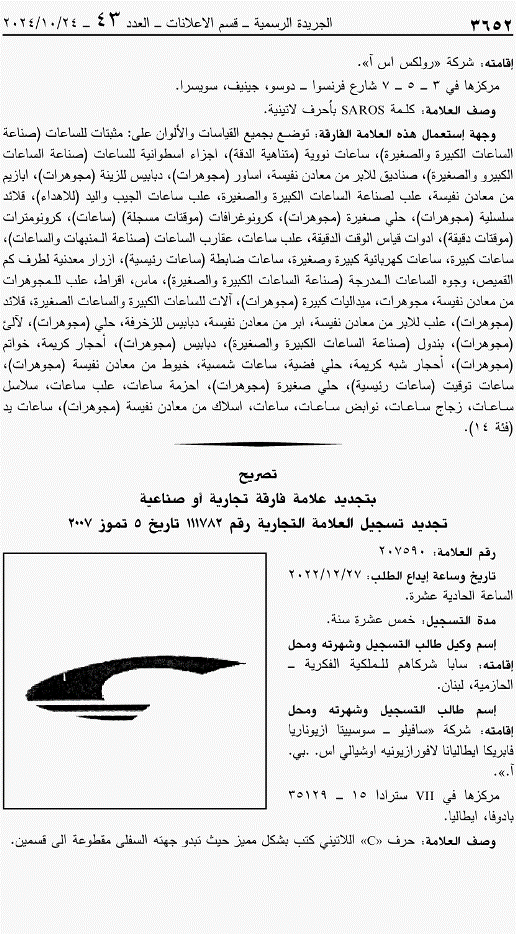 ٣٦٥٢ الجريدة الرسمية – قسم الاعلانات – العدد ٤٣ – ٢٠٢٤/١٠/٢٤
إقامته: شركة «رولكس اس آ».
مركزها في ٣ – ٥ – ٧ شارع فرنسوا – دوسو، جينيف، سويسرا.
وصف العلامة: كلمة SAROS بأحرف لاتينية.
وجهة إستعمال هذه العلامة الفارقة: توضع بجميع القياسات والألوان على: مثبتات للساعات (صناعة
الساعات الكبيرة والصغيرة)، ساعات نووية (متناهية الدقة)، اجزاء اسطوانية للساعات (صناعة الساعات
الكبيرو والصغيرة)، صناديق للابر من معادن نفيسة، اساور (مجوهرات)، دبابيس للزينة (مجوهرات)، ابازيم
من معادن نفيسة، علب لصناعة الساعات الكبيرة والصغيرة، علب ساعات الجيب واليد (للاهداء)، قلائد
سلسلية (مجوهرات)، حلي صغيرة (مجوهرات)، كرونوغرافات (موقتات مسجلة) (ساعات)، كرونومترات
(موقتات دقيقة)، ادوات قياس الوقت الدقيقة، علب ساعات، عقارب الساعات (صناعة المنبهات والساعات)،
ساعات كبيرة، ساعات كهربائية كبيرة وصغيرة، ساعات ضابطة (ساعات رئيسية)، ازرار معدنية لطرف كم
القميص، وجوه الساعات المدرجة (صناعة الساعات الكبيرة والصغيرة)، ماس، اقراط، علب للمجوهرات
من معادن نفيسة، مجوهرات، ميداليات كبيرة (مجوهرات)، آلات للساعات الكبيرة والساعات الصغيرة، قلائد
(مجوهرات)، علب للابر من معادن نفيسة، ابر من معادن نفيسة، دبابيس للزخرفة، حلي (مجوهرات)، لآلئ
(مجوهرات)، بندول (صناعة الساعات الكبيرة والصغيرة)، دبابيس (مجوهرات)، أحجار كريمة، خواتم
(مجوهرات)، أحجار شبه كريمة، حلي فضية، ساعات شمسية، خيوط من معادن نفيسة (مجوهرات)،
ساعات توقيت (ساعات رئيسية)، حلي صغيرة (مجوهرات)، احزمة ساعات، علب ساعات، سلاسل
ساعات، زجاج ساعات، نوابض ساعات، ساعات، اسلاك من معادن نفيسة (مجوهرات)، ساعات يد
(فئة ١٤).
تصريح
بتجديد علامة فارقة تجارية أو صناعية
تجديد تسجيل العلامة التجارية رقم ١١١٧٨٢ تاريخ ٥ تموز ٢٠٠٧
رقم العلامة: ٢٠٧٥٩٠
تاريخ وساعة إيداع الطلب: ٢٠٢٢/١٢/٢٧
الساعة الحادية عشرة.
مدة التسجيل: خمس عشرة سنة.
إسم وكيل طالب التسجيل وشهرته ومحل
إقامته: سابا شركاهم للملكية الفكرية –
الحازمية، لبنان.
إسم طالب التسجيل وشهرته ومحل
إقامته: شركة «سافيلو – سوسييتا ازيوناريا
فابريكا ايطاليانا لافورازيونيه اوشيالي اس. .بي.
آ.».
مركزها في VII سترادا ١٥ – ٣٥١٢٩
بادوفا، ايطاليا.
وصف العلامة: حرف «C» اللاتيني كتب بشكل مميز حيث تبدو جهته السفلى مقطوعة الى قسمين.